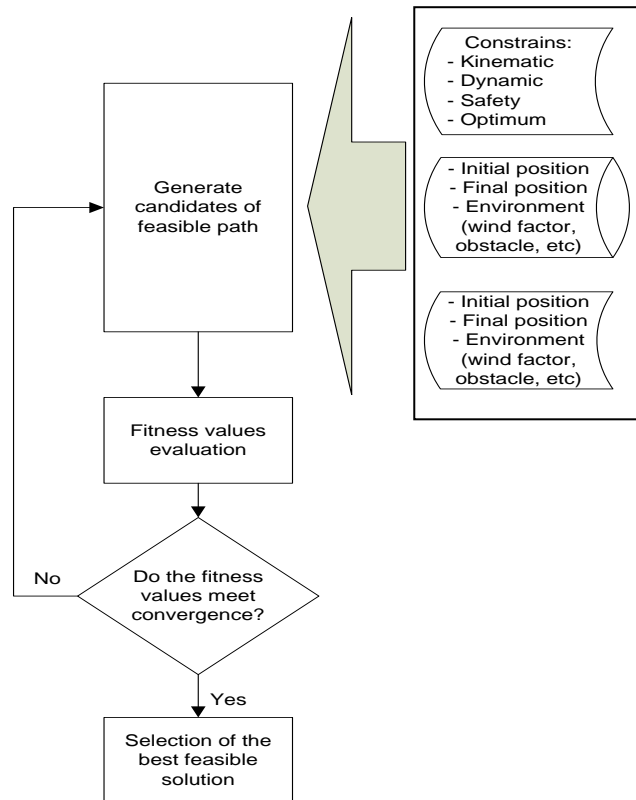 Constrains:
- Kinematic
- Dynamic
- Safety
- Optimum
Generate
candidates of
feasible path
- Initial position
- Final position
- Environment
(wind factor,
obstacle, etc)
- Initial position
- Final position
- Environment
(wind factor,
obstacle, etc)
Fitness values
evaluation
Do the fitness
values meet
convergence?
No
Yes
Selection of the
best feasible
solution